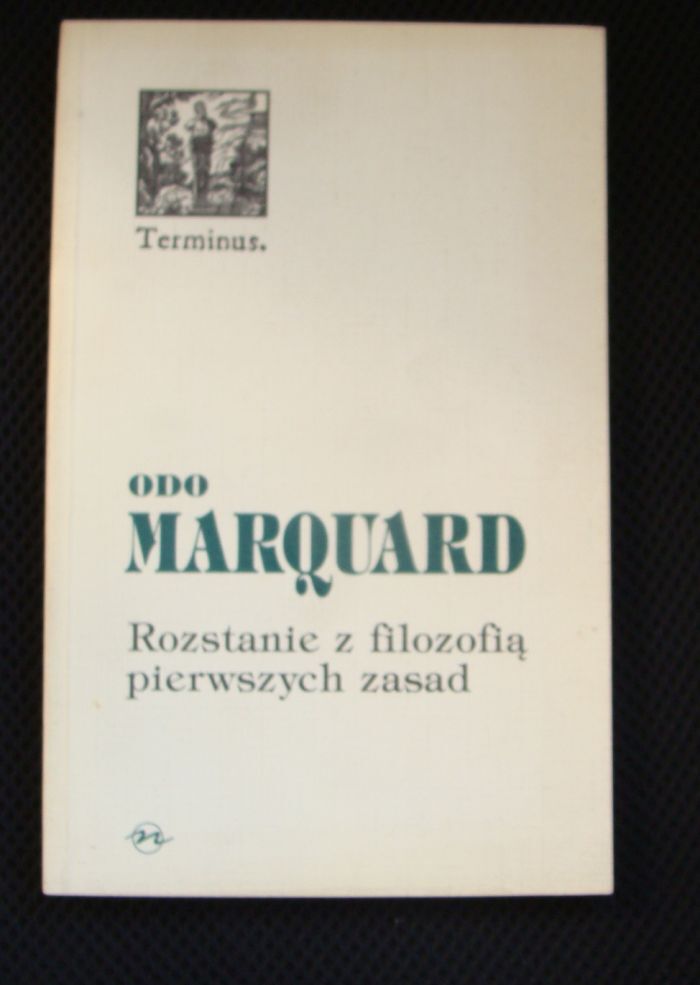 Terminus.
ODO
MARQUARD
Rozstanie z filozofią
pierwszych zasad